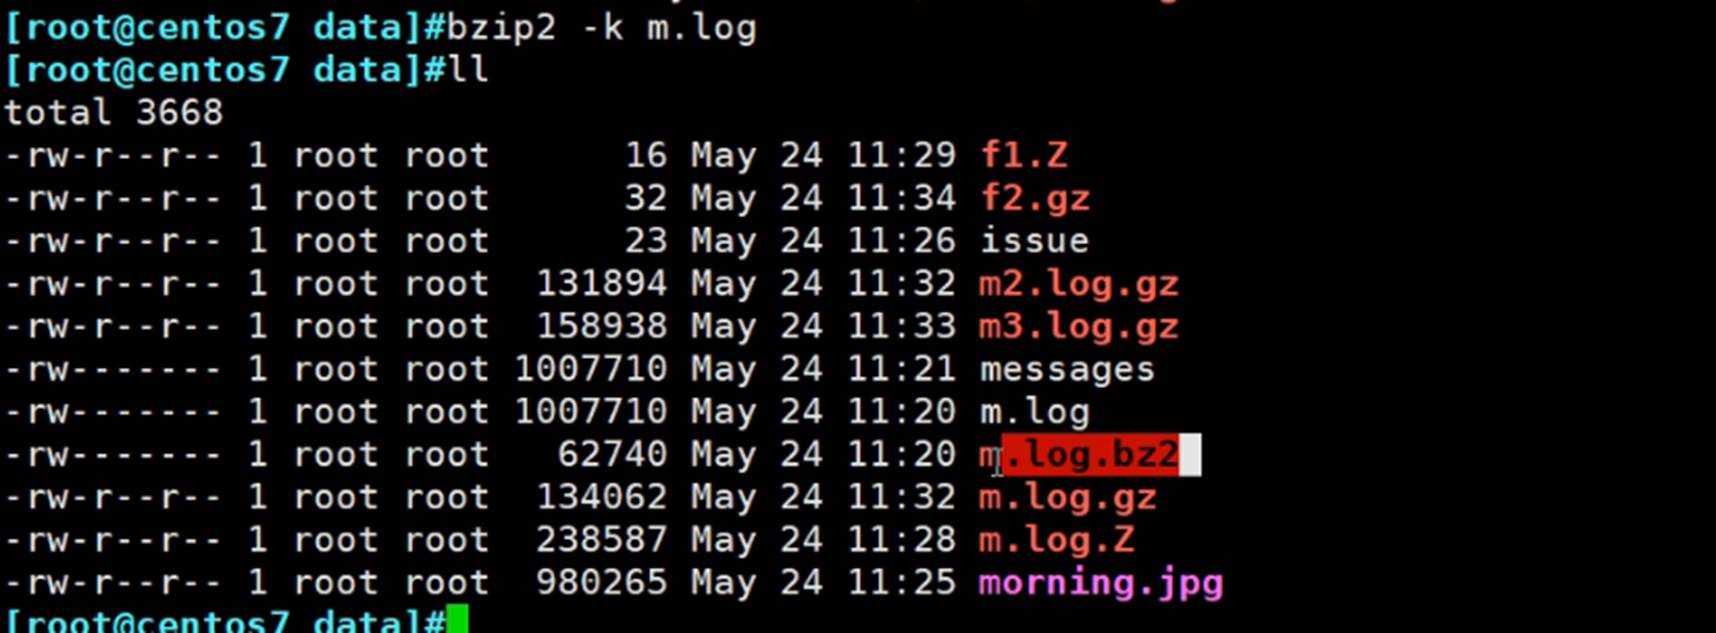 [root@centos7 data]#bzip2 -k m.log
[root@centos7 data]#ll
total 3668
-rw-r--r-- 1 root root      16 May 24 11:29 f1.Z
-rw-r--r-- 1 root root      32 May 24 11:34 f2.gz
-rw-r--r-- 1 root root      23 May 24 11:26 issue
-rw-r--r-- 1 root root  131894 May 24 11:32 m2.log.gz
-rw-r--r-- 1 root root  158938 May 24 11:33 m3.log.gz
-rw------- 1 root root 1007710 May 24 11:21 messages
-rw------- 1 root root 1007710 May 24 11:20 m.log
-rw------- 1 root root   62740 May 24 11:20 m.log.bz2
-rw-r--r-- 1 root root  134062 May 24 11:32 m.log.gz
-rw-r--r-- 1 root root  238587 May 24 11:28 m.log.Z
-rw-r--r-- 1 root root  980265 May 24 11:25 morning.jpg
[root@centos7 data]#